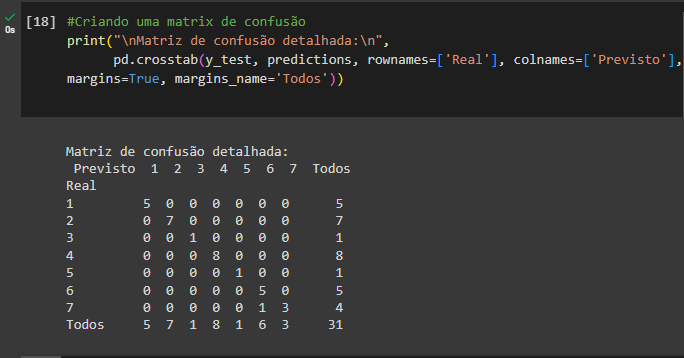 [18] #Criando uma matrix de confusão
print("\nMatriz de confusão detalhada:\n",
pd.crosstab(y_test, predictions, rownames=['Real'], colnames=['Previsto'],
margins=True, margins_name='Todos'))
0s
Matriz de confusão detalhada:
Previsto 1 2 3 4 5 6 7 Todos
Real
1 5 0 0 0 0 0 0 5
2 0 7 0 0 0 0 0 7
3 0 0 1 0 0 0 0 1
4 0 0 0 8 0 0 0 8
5 0 0 0 0 1 0 0 1
6 0 0 0 0 0 5 0 5
7 0 0 0 0 0 1 3 4
Todos 5 7 1 8 1 6 3 31